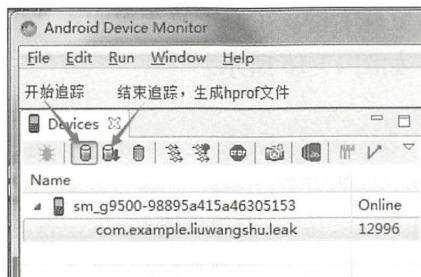 Android Device Monitor
File Edit Run Window Help
开始追踪 结束追踪，生成hprof文件
Devices
STOP
Name
sm_g9500-98895a415a46305153 Online
com.example.liuwangshu.leak 12996